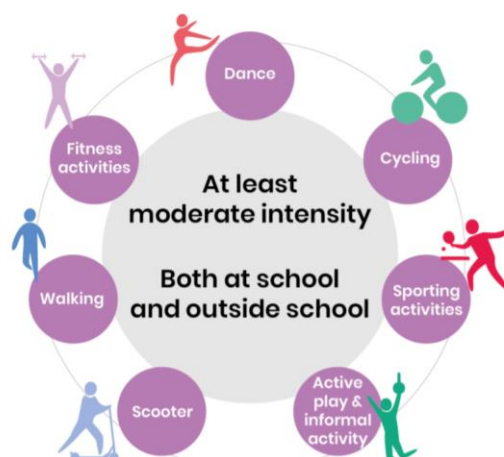 Dance
Fitness
activities
Cycling
At least
moderate intensity
Walking
Both at school
and outside school
Sporting
activities
Scooter
Active
play &
informal
activity